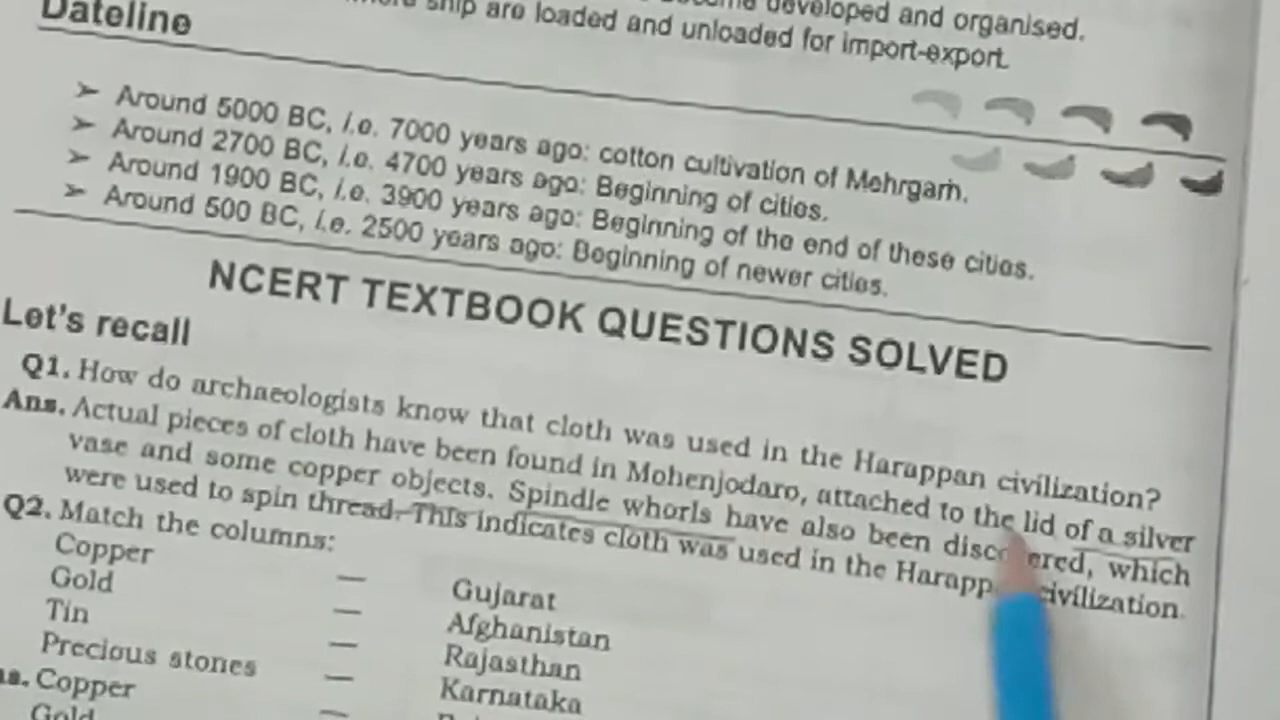 developed and organised.
ship are loaded and unloaded for import-export.
Dateline
➢ Around 5000 BC, i.e. 7000 years ago: cotton cultivation of Mehrgarh.
➢ Around 2700 BC, i.e. 4700 years ago: Beginning of cities.
➢ Around 1900 BC, i.e. 3900 years ago: Beginning of the end of these cities.
➢ Around 500 BC, i.e. 2500 years ago: Beginning of newer cities.
NCERT TEXTBOOK QUESTIONS SOLVED
Let's recall
Q1. How do archaeologists know that cloth was used in the Harappan civilization?
Ans. Actual pieces of cloth have been found in Mohenjodaro, attached to the lid of a silver
vase and some copper objects. Spindle whorls have also been discovered, which
were used to spin thread. This indicates cloth was used in the Harappan civilization.
Q2. Match the columns:
Copper — Gujarat
Gold — Afghanistan
Tin — Rajasthan
Precious stones — Karnataka
Copper —
Gold